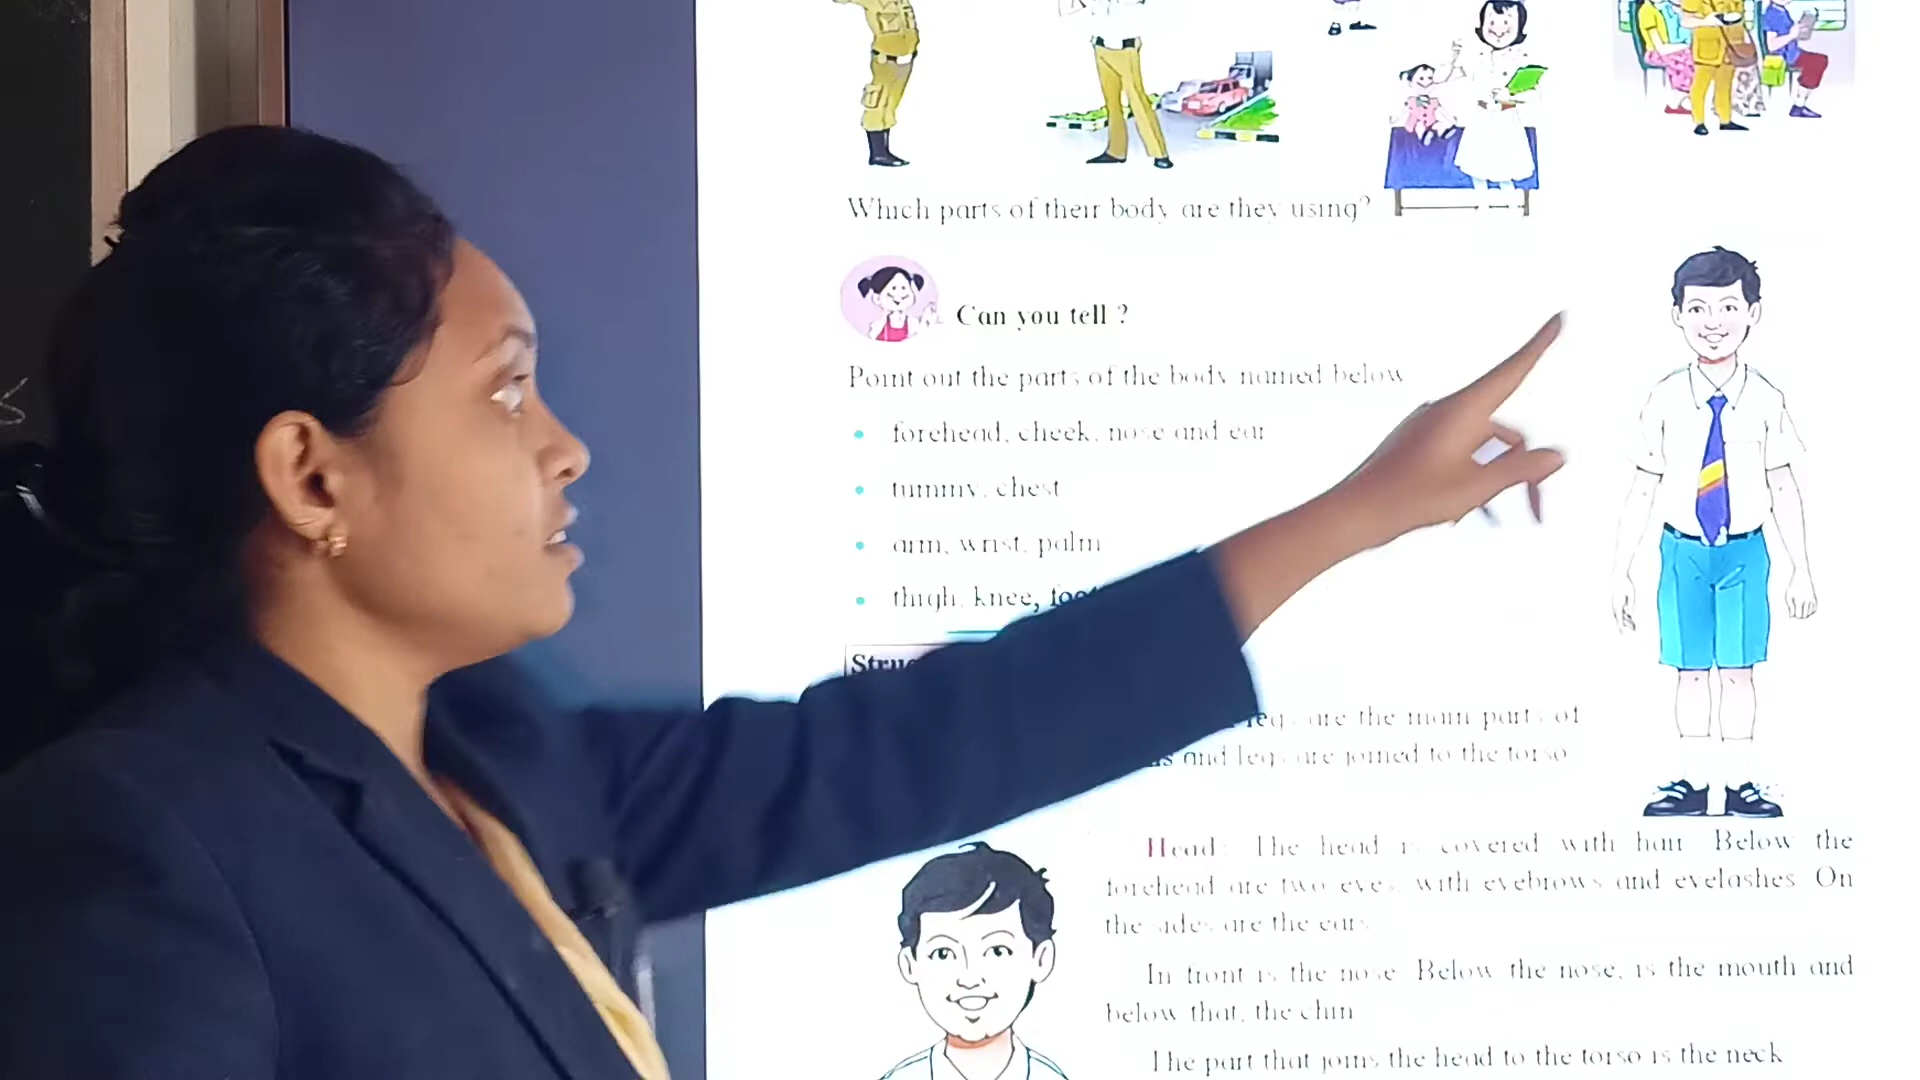 Which parts of their body are they using?
Can you tell ?
Point out the parts of the body named below
• forehead, cheek, nose and ear
• tummy, chest
• arm, wrist, palm
• thigh, knee, foot
legs are the main parts of
and legs are joined to the torso
Head: The head is covered with hair. Below the
forehead are two eyes, with eyebrows and eyelashes. On
the sides are the ears.
In front is the nose. Below the nose, is the mouth and
below that, the chin
The part that joins the head to the torso is the neck